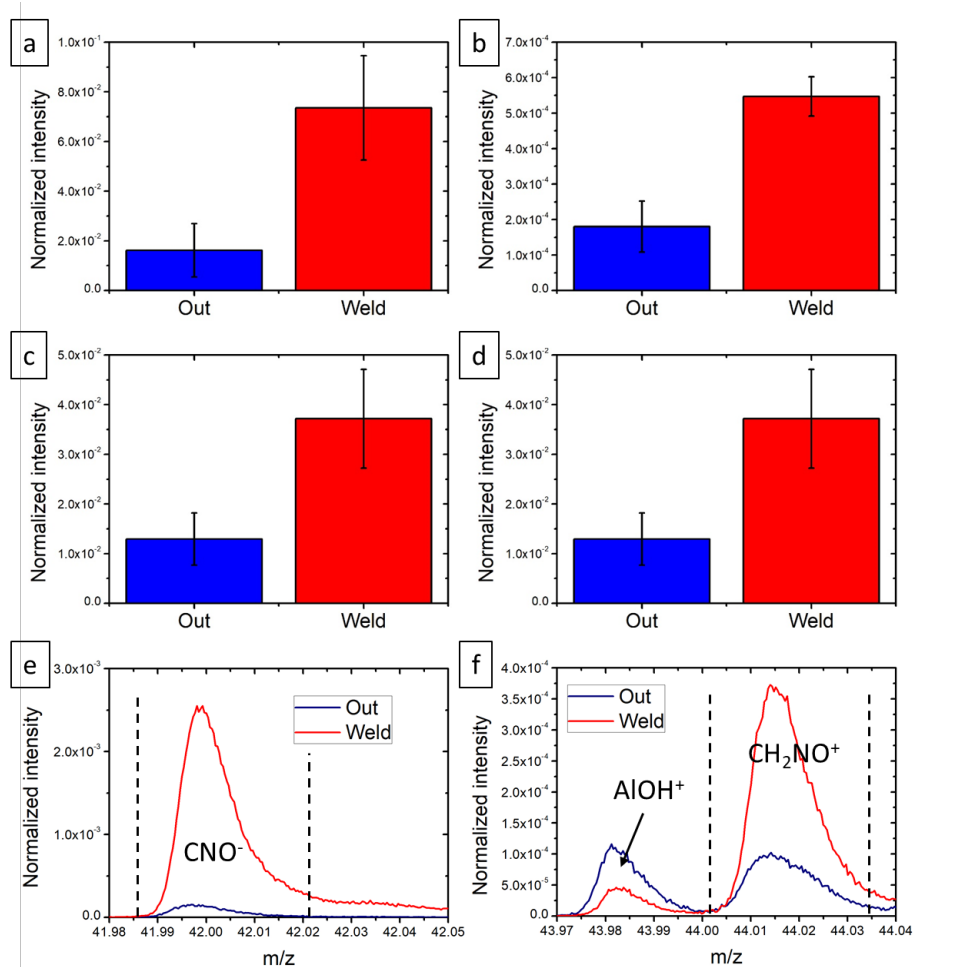 a
Normalized intensity
1.0x10⁻¹
8.0x10⁻²
6.0x10⁻²
4.0x10⁻²
2.0x10⁻²
0.0
Out Weld
b
Normalized intensity
7.0x10⁻⁴
6.0x10⁻⁴
5.0x10⁻⁴
4.0x10⁻⁴
3.0x10⁻⁴
2.0x10⁻⁴
1.0x10⁻⁴
0.0
Out Weld
c
Normalized intensity
5.0x10⁻²
4.0x10⁻²
3.0x10⁻²
2.0x10⁻²
1.0x10⁻²
0.0
Out Weld
d
Normalized intensity
5.0x10⁻²
4.0x10⁻²
3.0x10⁻²
2.0x10⁻²
1.0x10⁻²
0.0
Out Weld
e
Normalized intensity
3.0x10⁻³
2.0x10⁻³
1.0x10⁻³
0.0
Out
Weld
CNO⁻
41.98 41.99 42.00 42.01 42.02 42.03 42.04 42.05
m/z
f
Normalized intensity
4.0x10⁻⁴
3.5x10⁻⁴
3.0x10⁻⁴
2.5x10⁻⁴
2.0x10⁻⁴
1.5x10⁻⁴
1.0x10⁻⁴
5.0x10⁻⁵
0.0
Out
Weld
CH₂NO⁺
AlOH⁺
43.97 43.98 43.99 44.00 44.01 44.02 44.03 44.04
m/z